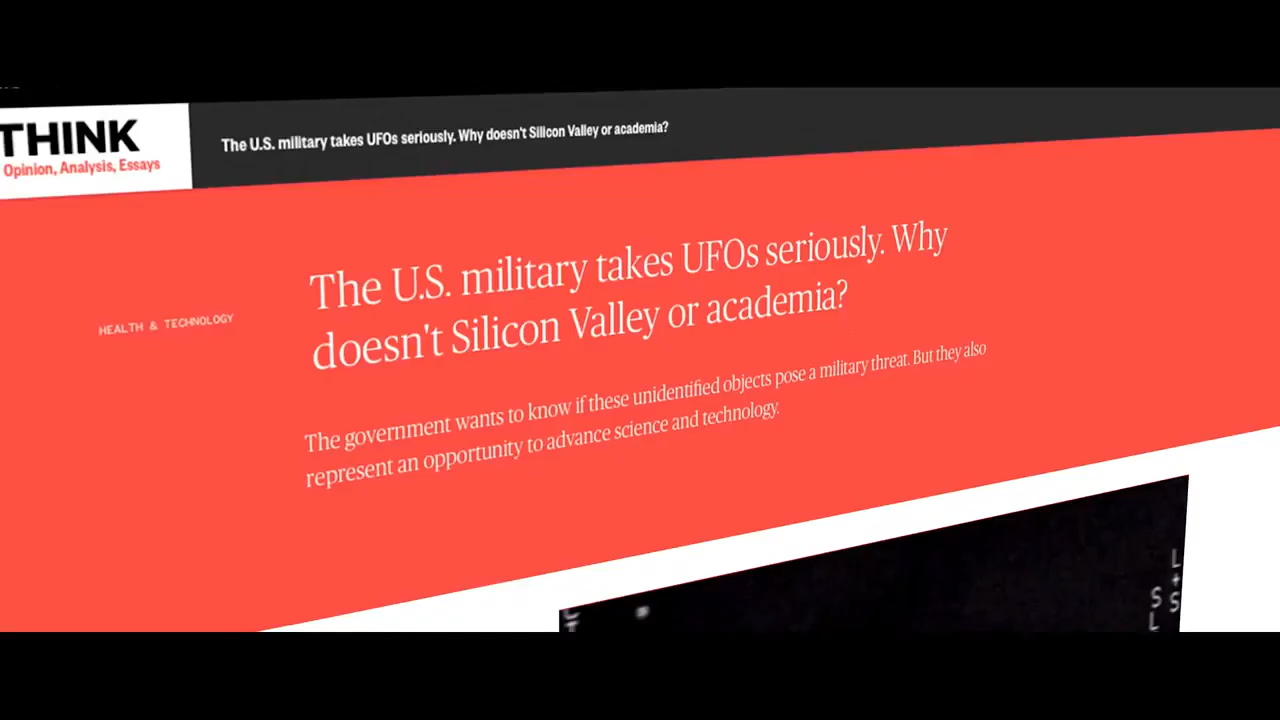 THINK
Opinion, Analysis, Essays
The U.S. military takes UFOs seriously. Why doesn't Silicon Valley or academia?
HEALTH & TECHNOLOGY
The U.S. military takes UFOs seriously. Why
doesn't Silicon Valley or academia?
The government wants to know if these unidentified objects pose a military threat. But they also
represent an opportunity to advance science and technology.
L+S
S
L